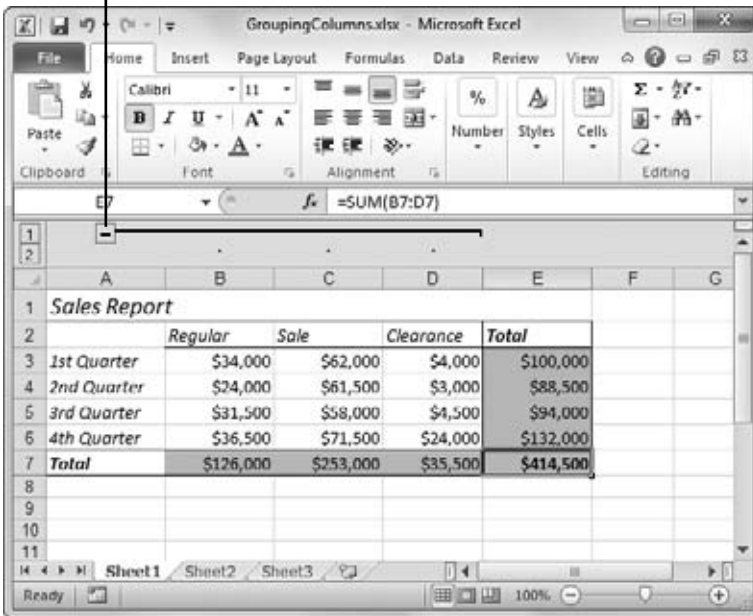 GroupingColumns.xlsx - Microsoft Excel
File Home Insert Page Layout Formulas Data Review View
Calibri 11
B I U A A
A
%
A
Σ
Paste Number Styles Cells
Clipboard Font Alignment Editing
E7 fx =SUM(B7:D7)
1
2
A B C D E F G
1 Sales Report
2 Regular Sale Clearance Total
3 1st Quarter $34,000 $62,000 $4,000 $100,000
4 2nd Quarter $24,000 $61,500 $3,000 $88,500
5 3rd Quarter $31,500 $58,000 $4,500 $94,000
6 4th Quarter $36,500 $71,500 $24,000 $132,000
7 Total $126,000 $253,000 $35,500 $414,500
8
9
10
11
Sheet1 Sheet2 Sheet3
Ready 100%